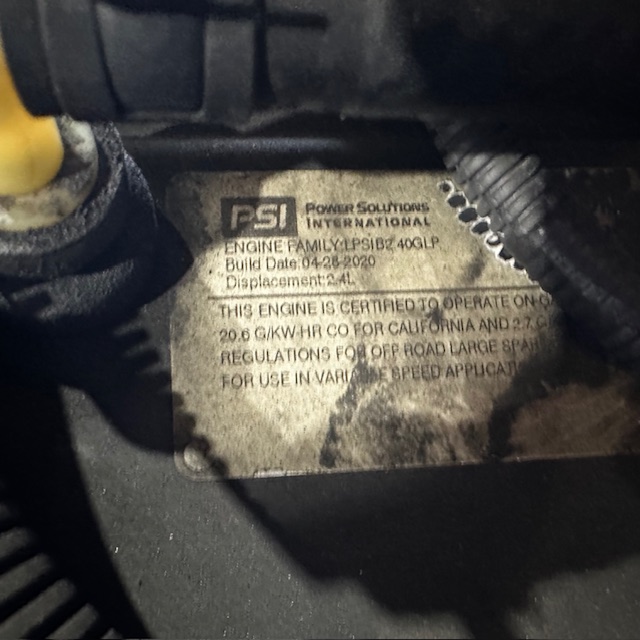 PSI POWER SOLUTIONS
INTERNATIONAL
ENGINE FAMILY:LPSIB2.40GLP
Build Date:04-28-2020
Displacement:2.4L
THIS ENGINE IS CERTIFIED TO OPERATE ON
20.6 G/KW-HR CO FOR CALIFORNIA AND 2.7
REGULATIONS FOR OFF ROAD LARGE
FOR USE IN SPEED